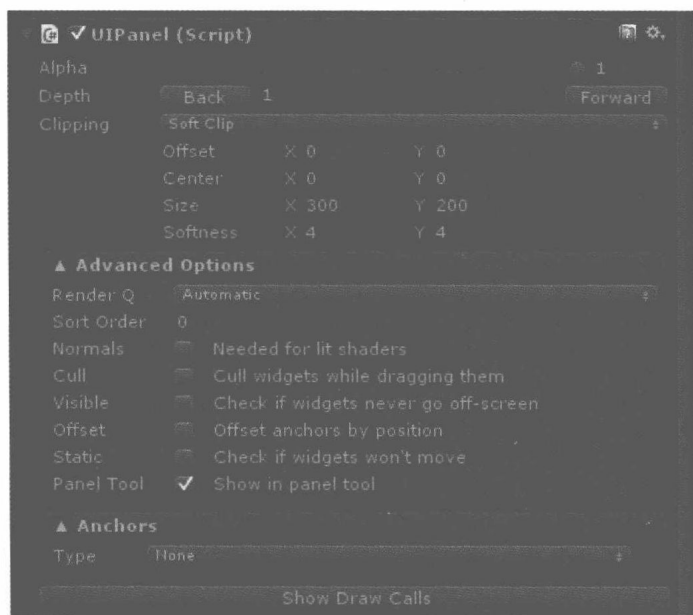 UIPanel (Script)
Alpha 1
Depth Back 1 Forward
Clipping Soft Clip
Offset X 0 Y 0
Center X 0 Y 0
Size X 300 Y 200
Softness X 4 Y 4
▲ Advanced Options
Render Q Automatic
Sort Order 0
Normals Needed for lit shaders
Cull Cull widgets while dragging them
Visible Check if widgets never go off-screen
Offset Offset anchors by position
Static Check if widgets won't move
Panel Tool Show in panel tool
▲ Anchors
Type None
Show Draw Calls